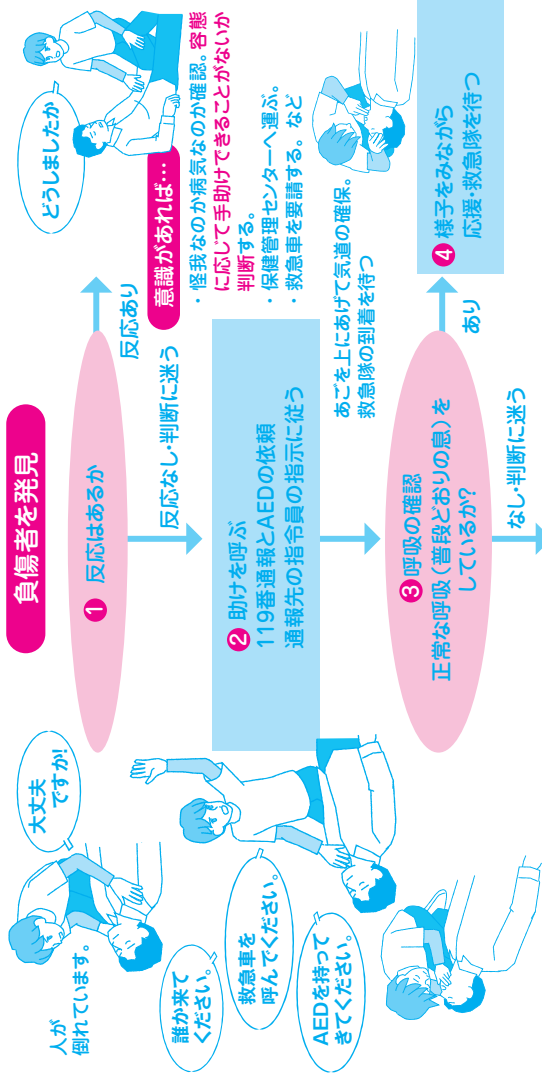 負傷者を発見
人が
倒れています。
大丈夫
ですか!
1 反応はあるか
反応あり
どうしましたか
意識があれば…
・怪我なのか病気なのか確認。容態
に応じて手助けできることがないか
判断する。
・保健管理センターへ運ぶ。
・救急車を要請する。など
反応なし・判断に迷う
誰か来て
ください。
救急車を
呼んでください。
AEDを持って
きてください。
2 助けを呼ぶ
119番通報とAEDの依頼
通報先の指令員の指示に従う
あごを上にあげて気道の確保。
救急隊の到着を待つ
3 呼吸の確認
正常な呼吸(普段どおりの息)を
しているか?
あり
4 様子をみながら
応援・救急隊を待つ
なし・判断に迷う